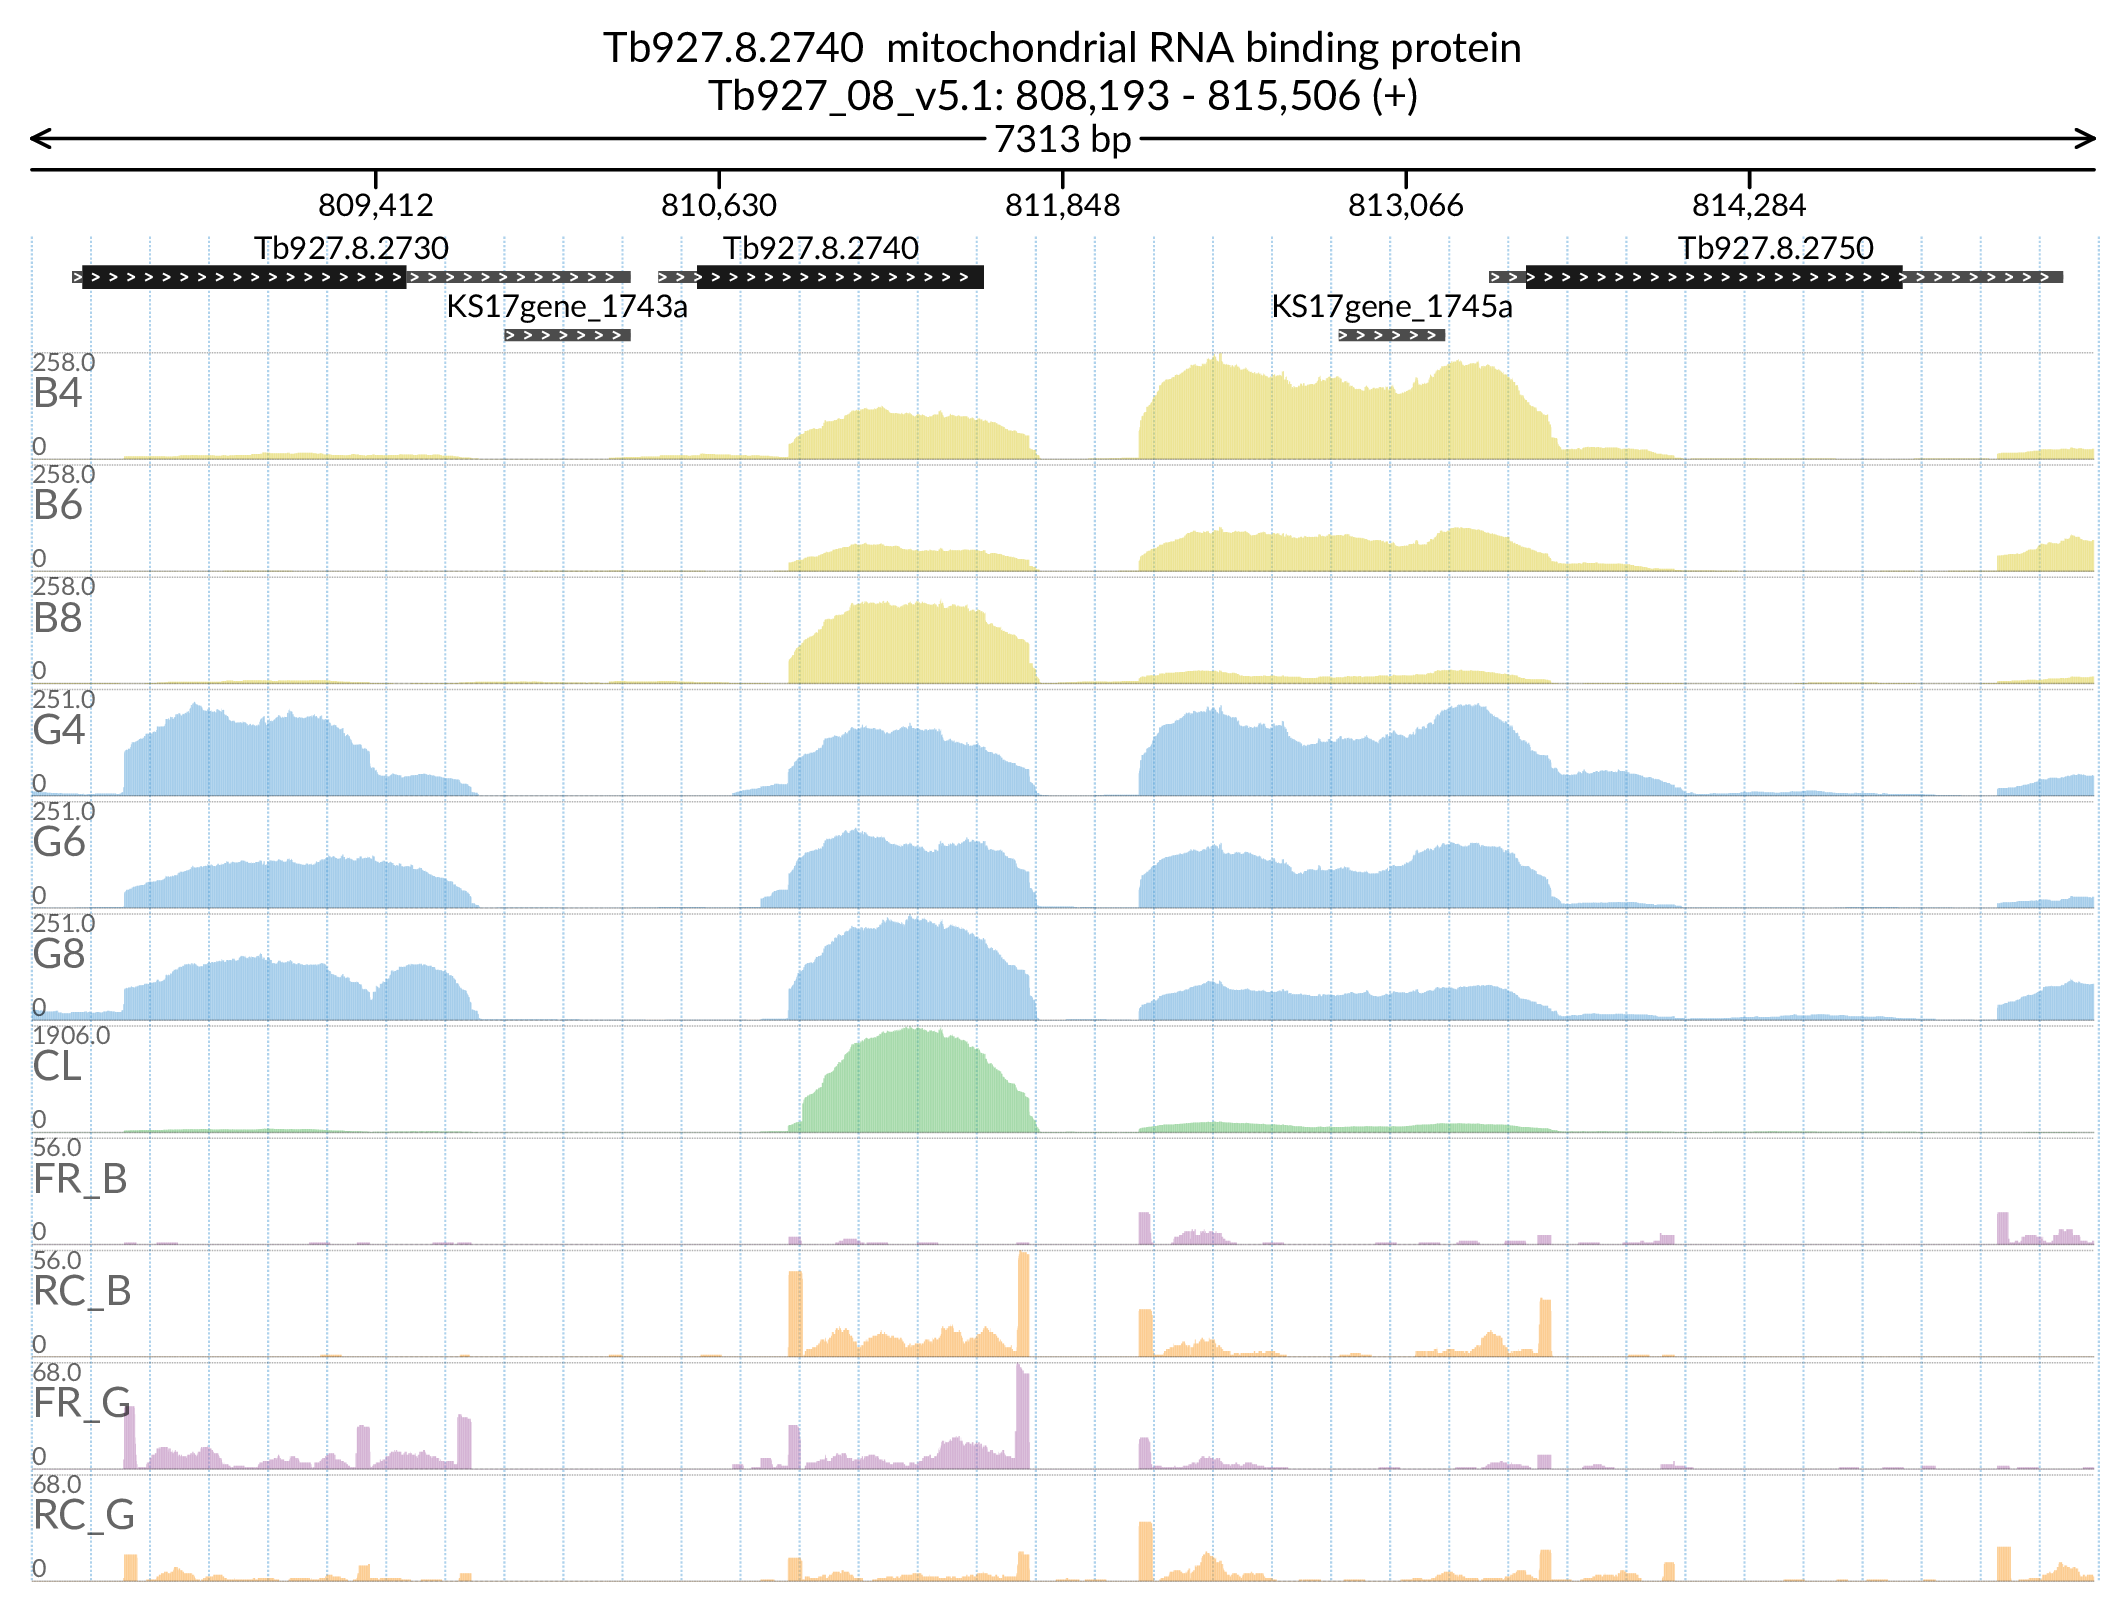 Tb927.8.2740  mitochondrial RNA binding protein
Tb927_08_v5.1: 808,193 - 815,506 (+)
7313 bp
809,412 810,630 811,848 813,066 814,284
Tb927.8.2730 Tb927.8.2740 Tb927.8.2750
KS17gene_1743a KS17gene_1745a
258.0
B4
0
258.0
B6
0
258.0
B8
0
251.0
G4
0
251.0
G6
0
251.0
G8
0
1906.0
CL
0
56.0
FR_B
0
56.0
RC_B
0
68.0
FR_G
0
68.0
RC_G
0